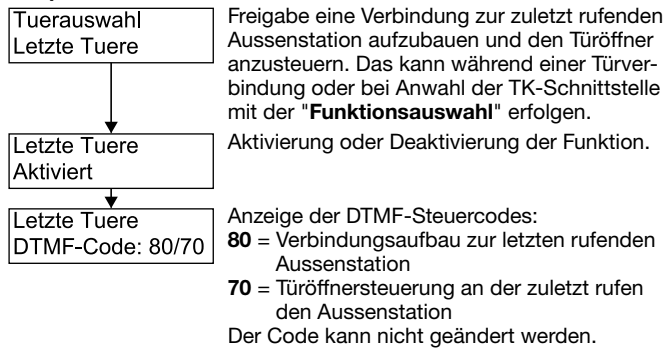 Tuerauswahl
Letzte Tuere
Freigabe eine Verbindung zur zuletzt rufenden
Aussenstation aufzubauen und den Türöffner
anzusteuern. Das kann während einer Türver-
bindung oder bei Anwahl der TK-Schnittstelle
mit der "Funktionsauswahl" erfolgen.
Letzte Tuere
Aktiviert
Aktivierung oder Deaktivierung der Funktion.
Letzte Tuere
DTMF-Code: 80/70
Anzeige der DTMF-Steuercodes:
80 = Verbindungsaufbau zur letzten rufenden
Aussenstation
70 = Türöffnersteuerung an der zuletzt rufen
den Aussenstation
Der Code kann nicht geändert werden.